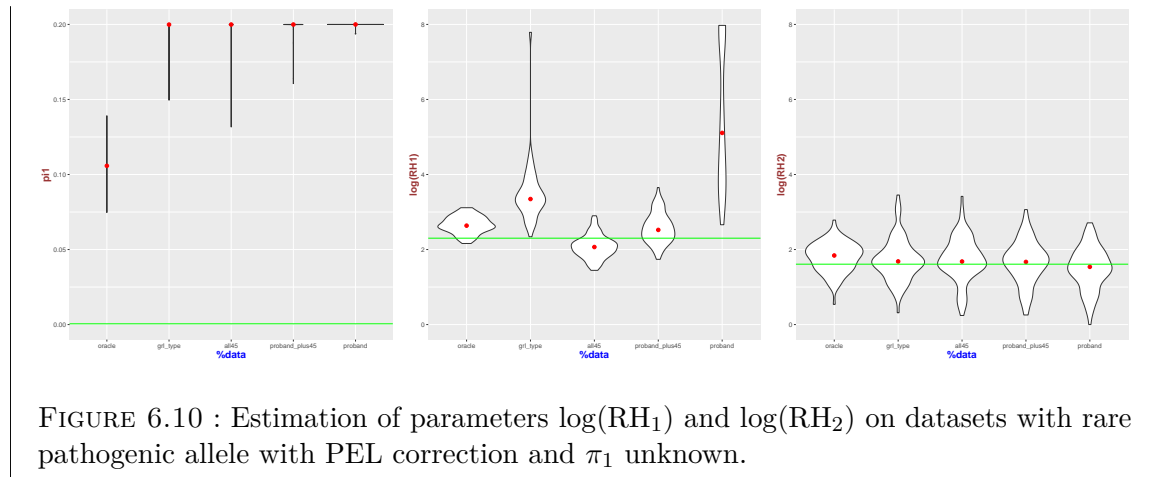 0.20
0.15
0.10
0.05
0.00
pi1
oracle grl_type all45 proband_plus45 proband
%data
8
6
4
2
0
log(RH1)
oracle grl_type all45 proband_plus45 proband
%data
8
6
4
2
0
log(RH2)
oracle grl_type all45 proband_plus45 proband
%data
FIGURE 6.10 : Estimation of parameters log(RH₁) and log(RH₂) on datasets with rare
pathogenic allele with PEL correction and π₁ unknown.